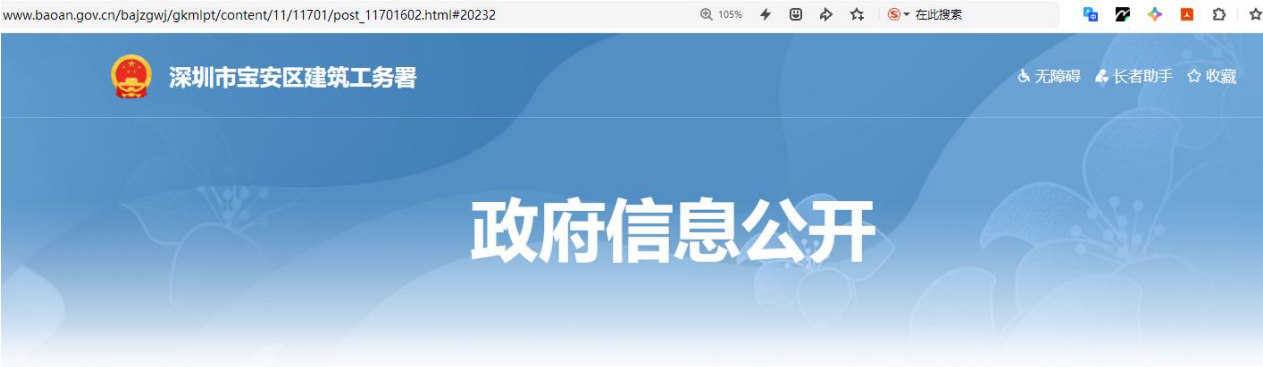 www.baoan.gov.cn/bajzgwj/gkmlpt/content/11/11701/post_11701602.html#20232 105% 在此搜索
深圳市宝安区建筑工务署 无障碍 长者助手 收藏
政府信息公开